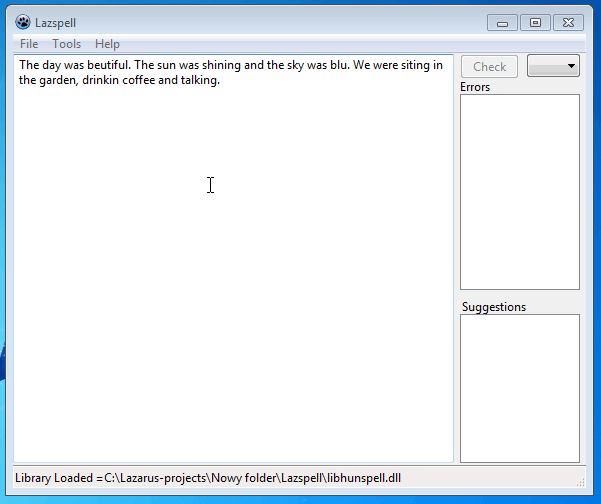 Lazspell
File Tools Help
The day was beutiful. The sun was shining and the sky was blu. We were siting in
the garden, drinkin coffee and talking.
Check
Errors
Suggestions
Library Loaded =C:\Lazarus-projects\Nowy folder\Lazspell\libhunspell.dll